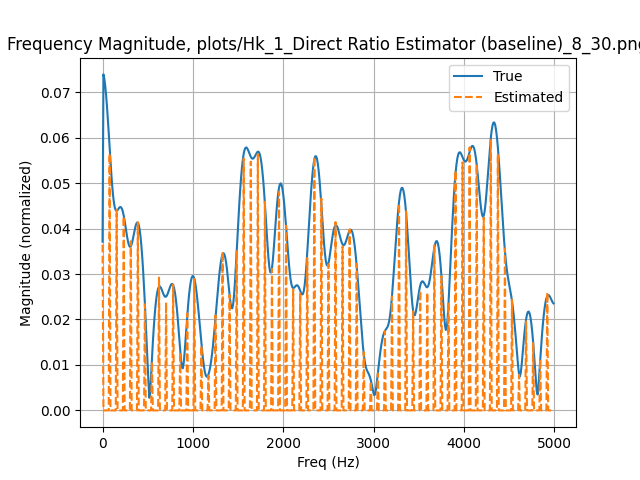 Frequency Magnitude, plots/Hk_1_Direct Ratio Estimator (baseline)_8_30.png
True
Estimated
0.07
0.06
0.05
0.04
0.03
0.02
0.01
0.00
Magnitude (normalized)
0 1000 2000 3000 4000 5000
Freq (Hz)